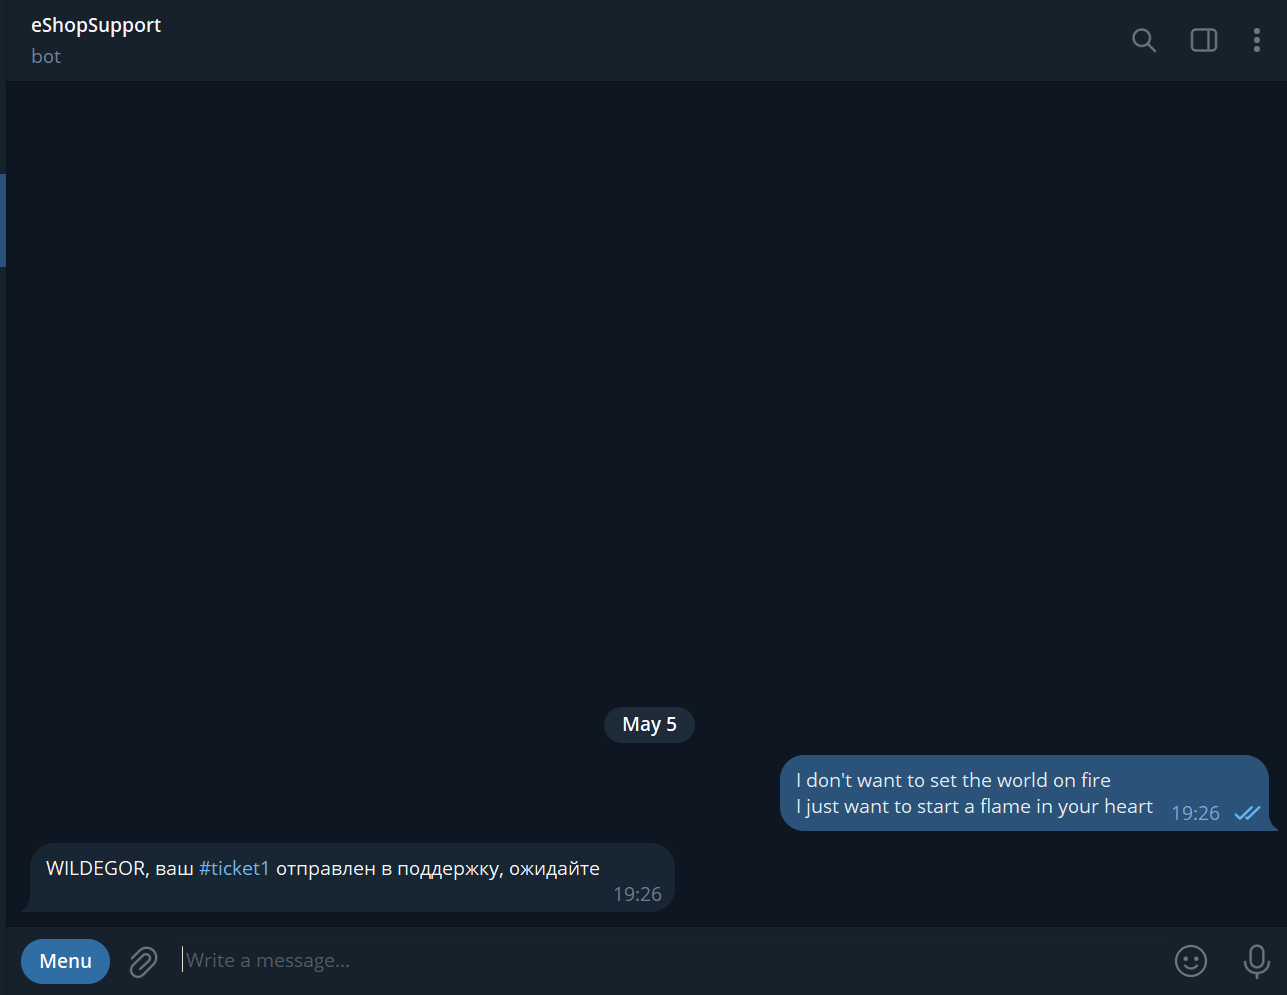 eShopSupport
bot
May 5
I don't want to set the world on fire
I just want to start a flame in your heart
19:26
WILDEGOR, ваш #ticket1 отправлен в поддержку, ожидайте
19:26
Menu
Write a message...